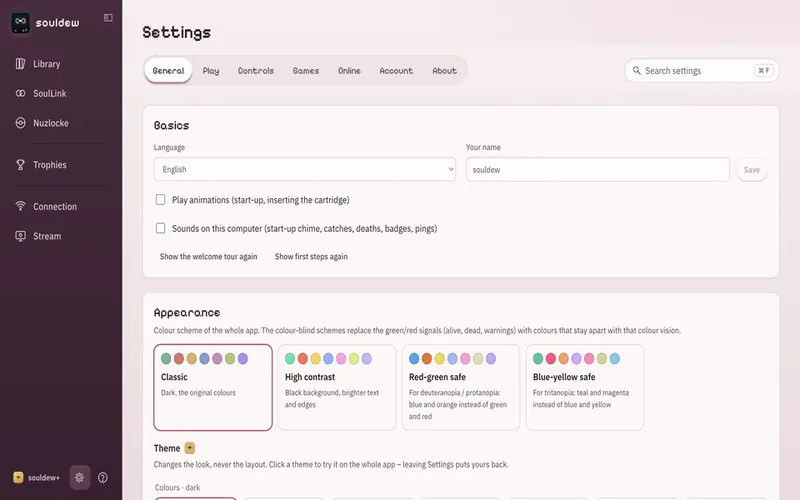 souldew
Library
SoulLink
Nuzlocke
Trophies
Connection
Stream
souldew+
Settings
General
Play
Controls
Games
Online
Account
About
Search settings
⌘ F
Basics
Language
English
Your name
souldew
Save
Play animations (start-up, inserting the cartridge)
Sounds on this computer (start-up chime, catches, deaths, badges, pings)
Show the welcome tour again
Show first steps again
Appearance
Colour scheme of the whole app. The colour-blind schemes replace the green/red signals (alive, dead, warnings) with colours that stay apart with that colour vision.
Classic
Dark, the original colours
High contrast
Black background, brighter text
and edges
Red-green safe
For deuteranopia / protanopia:
blue and orange instead of green
and red
Blue-yellow safe
For tritanopia: teal and magenta
instead of blue and yellow
Theme
Changes the look, never the layout. Click a theme to try it on the whole app – leaving Settings puts yours back.
Colours · dark